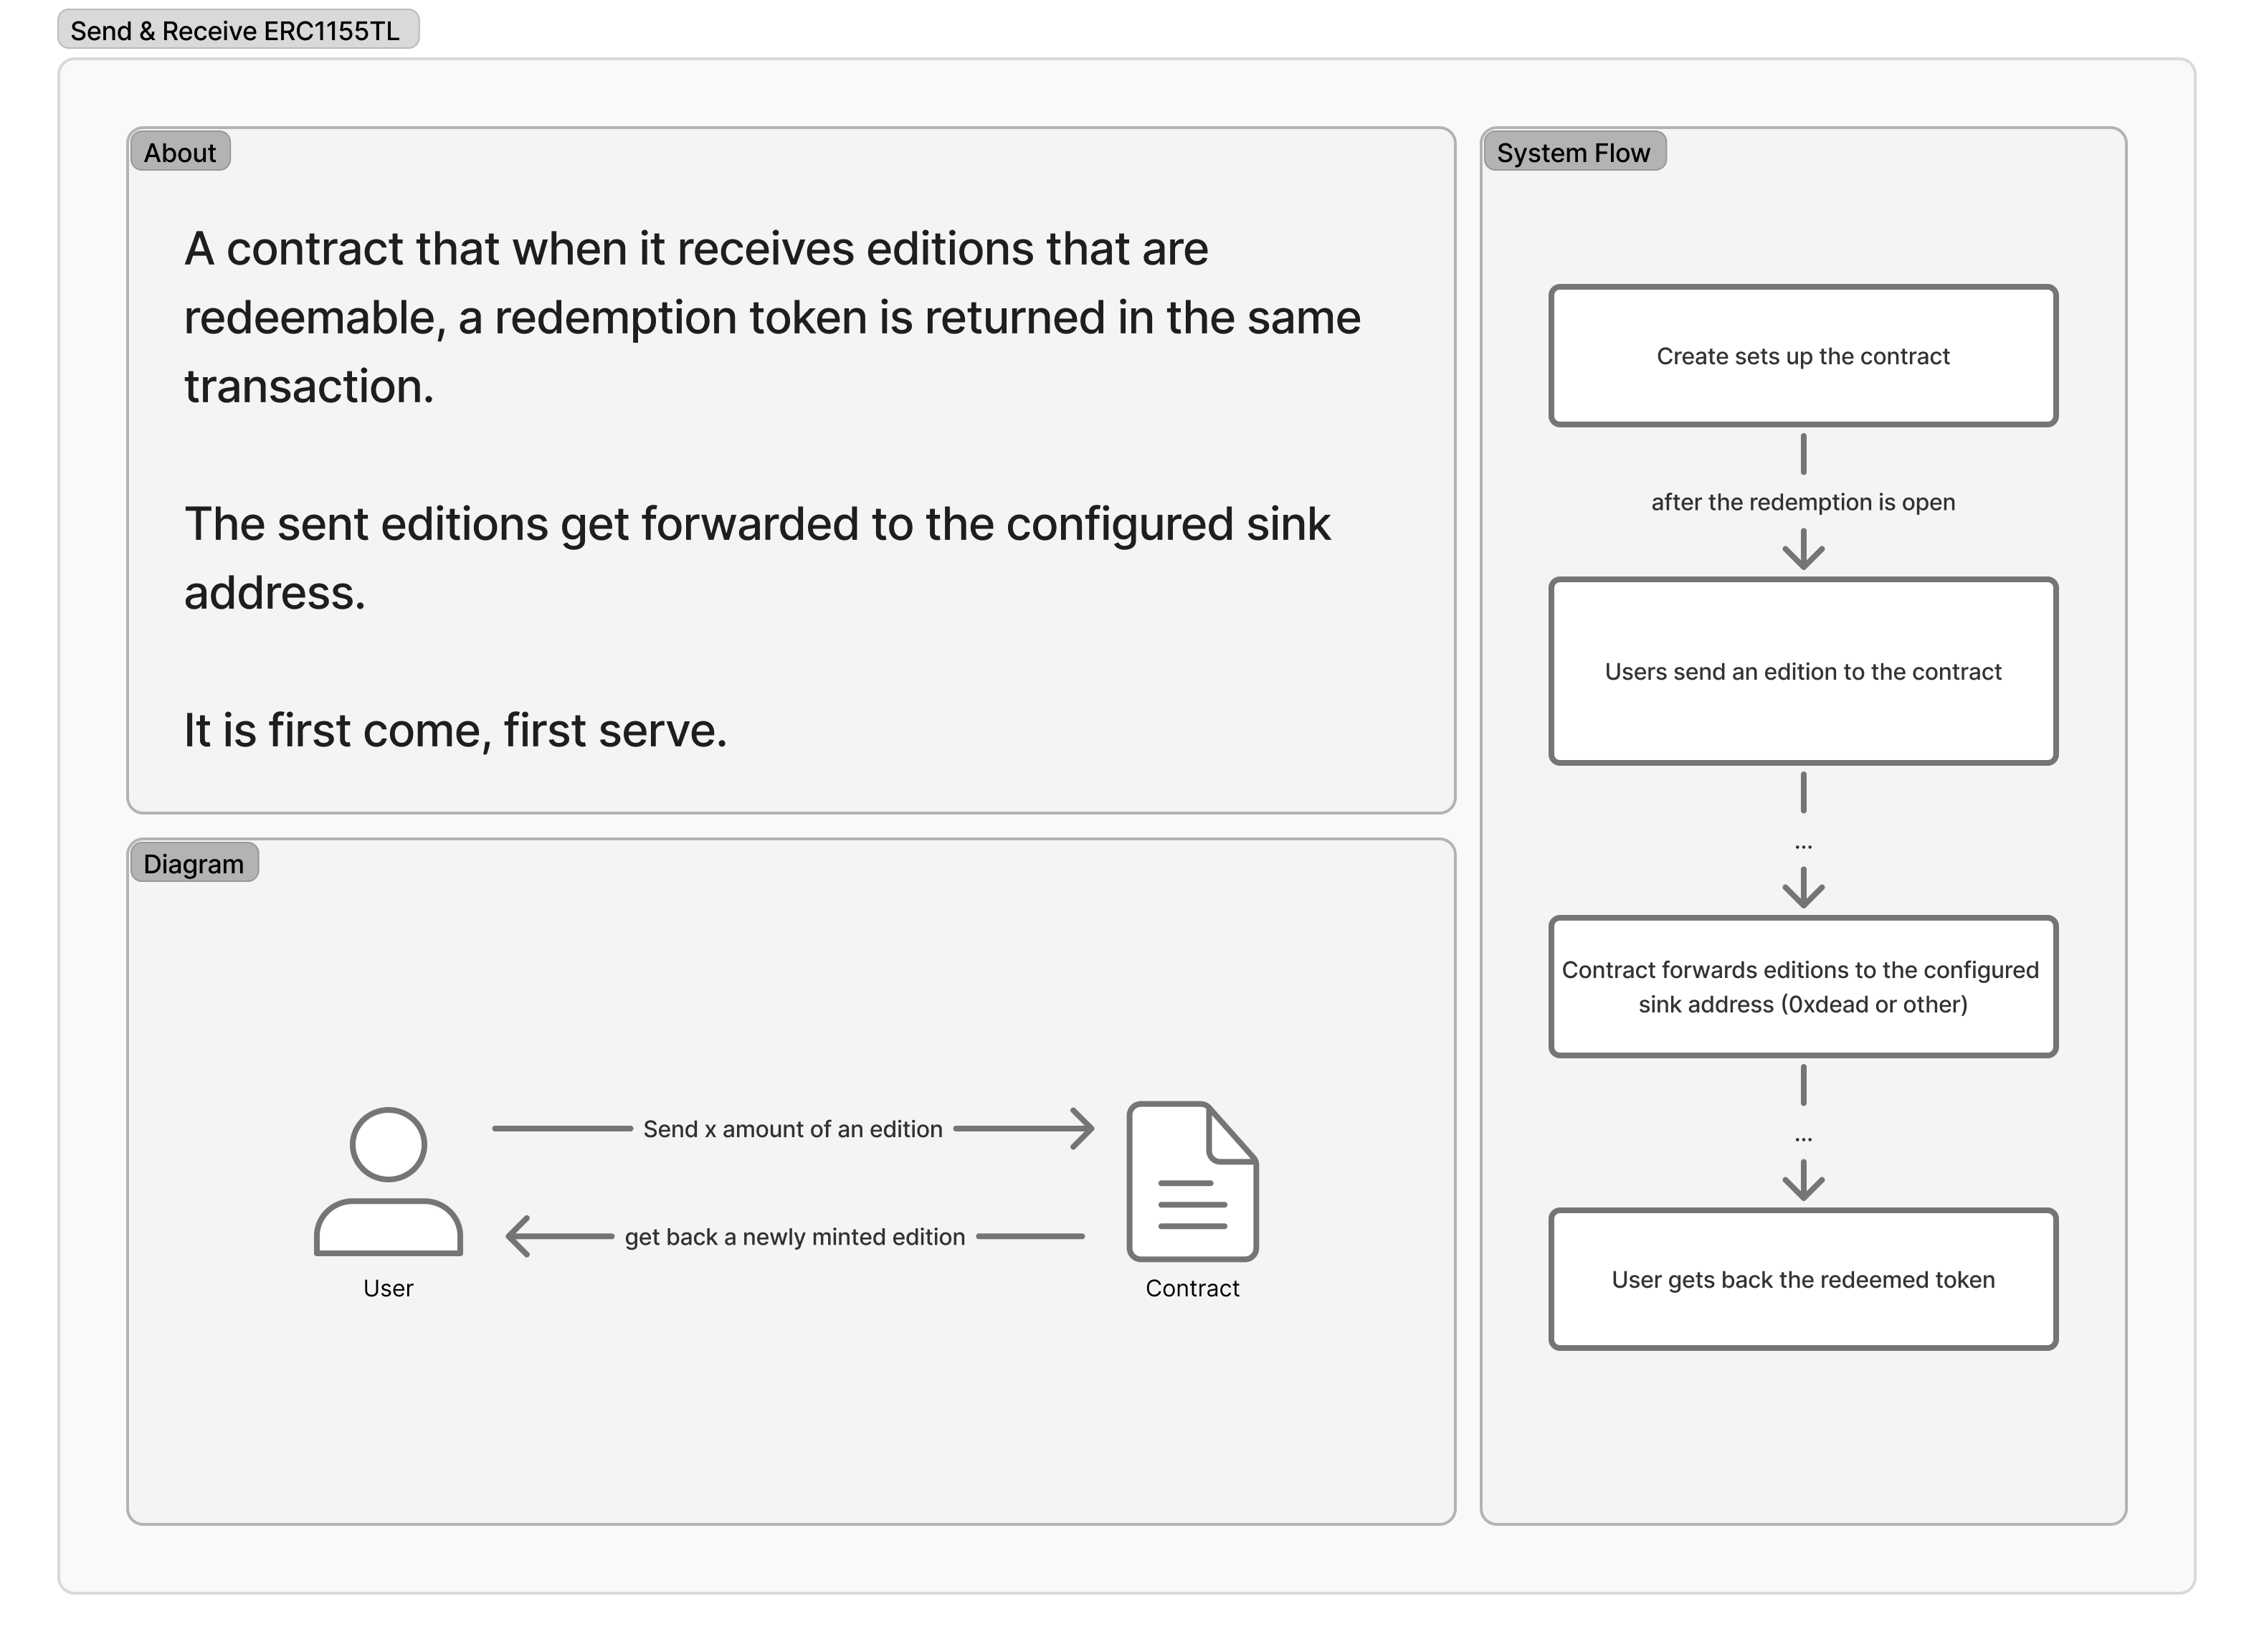 Send & Receive ERC1155TL
About
A contract that when it receives editions that are
redeemable, a redemption token is returned in the same
transaction.
The sent editions get forwarded to the configured sink
address.
It is first come, first serve.
Diagram
Send x amount of an edition
get back a newly minted edition
User
Contract
System Flow
Create sets up the contract
after the redemption is open
Users send an edition to the contract
...
Contract forwards editions to the configured
sink address (0xdead or other)
...
User gets back the redeemed token